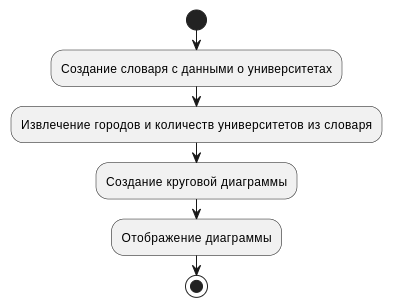 Создание словаря с данными о университетах
Извлечение городов и количеств университетов из словаря
Создание круговой диаграммы
Отображение диаграммы